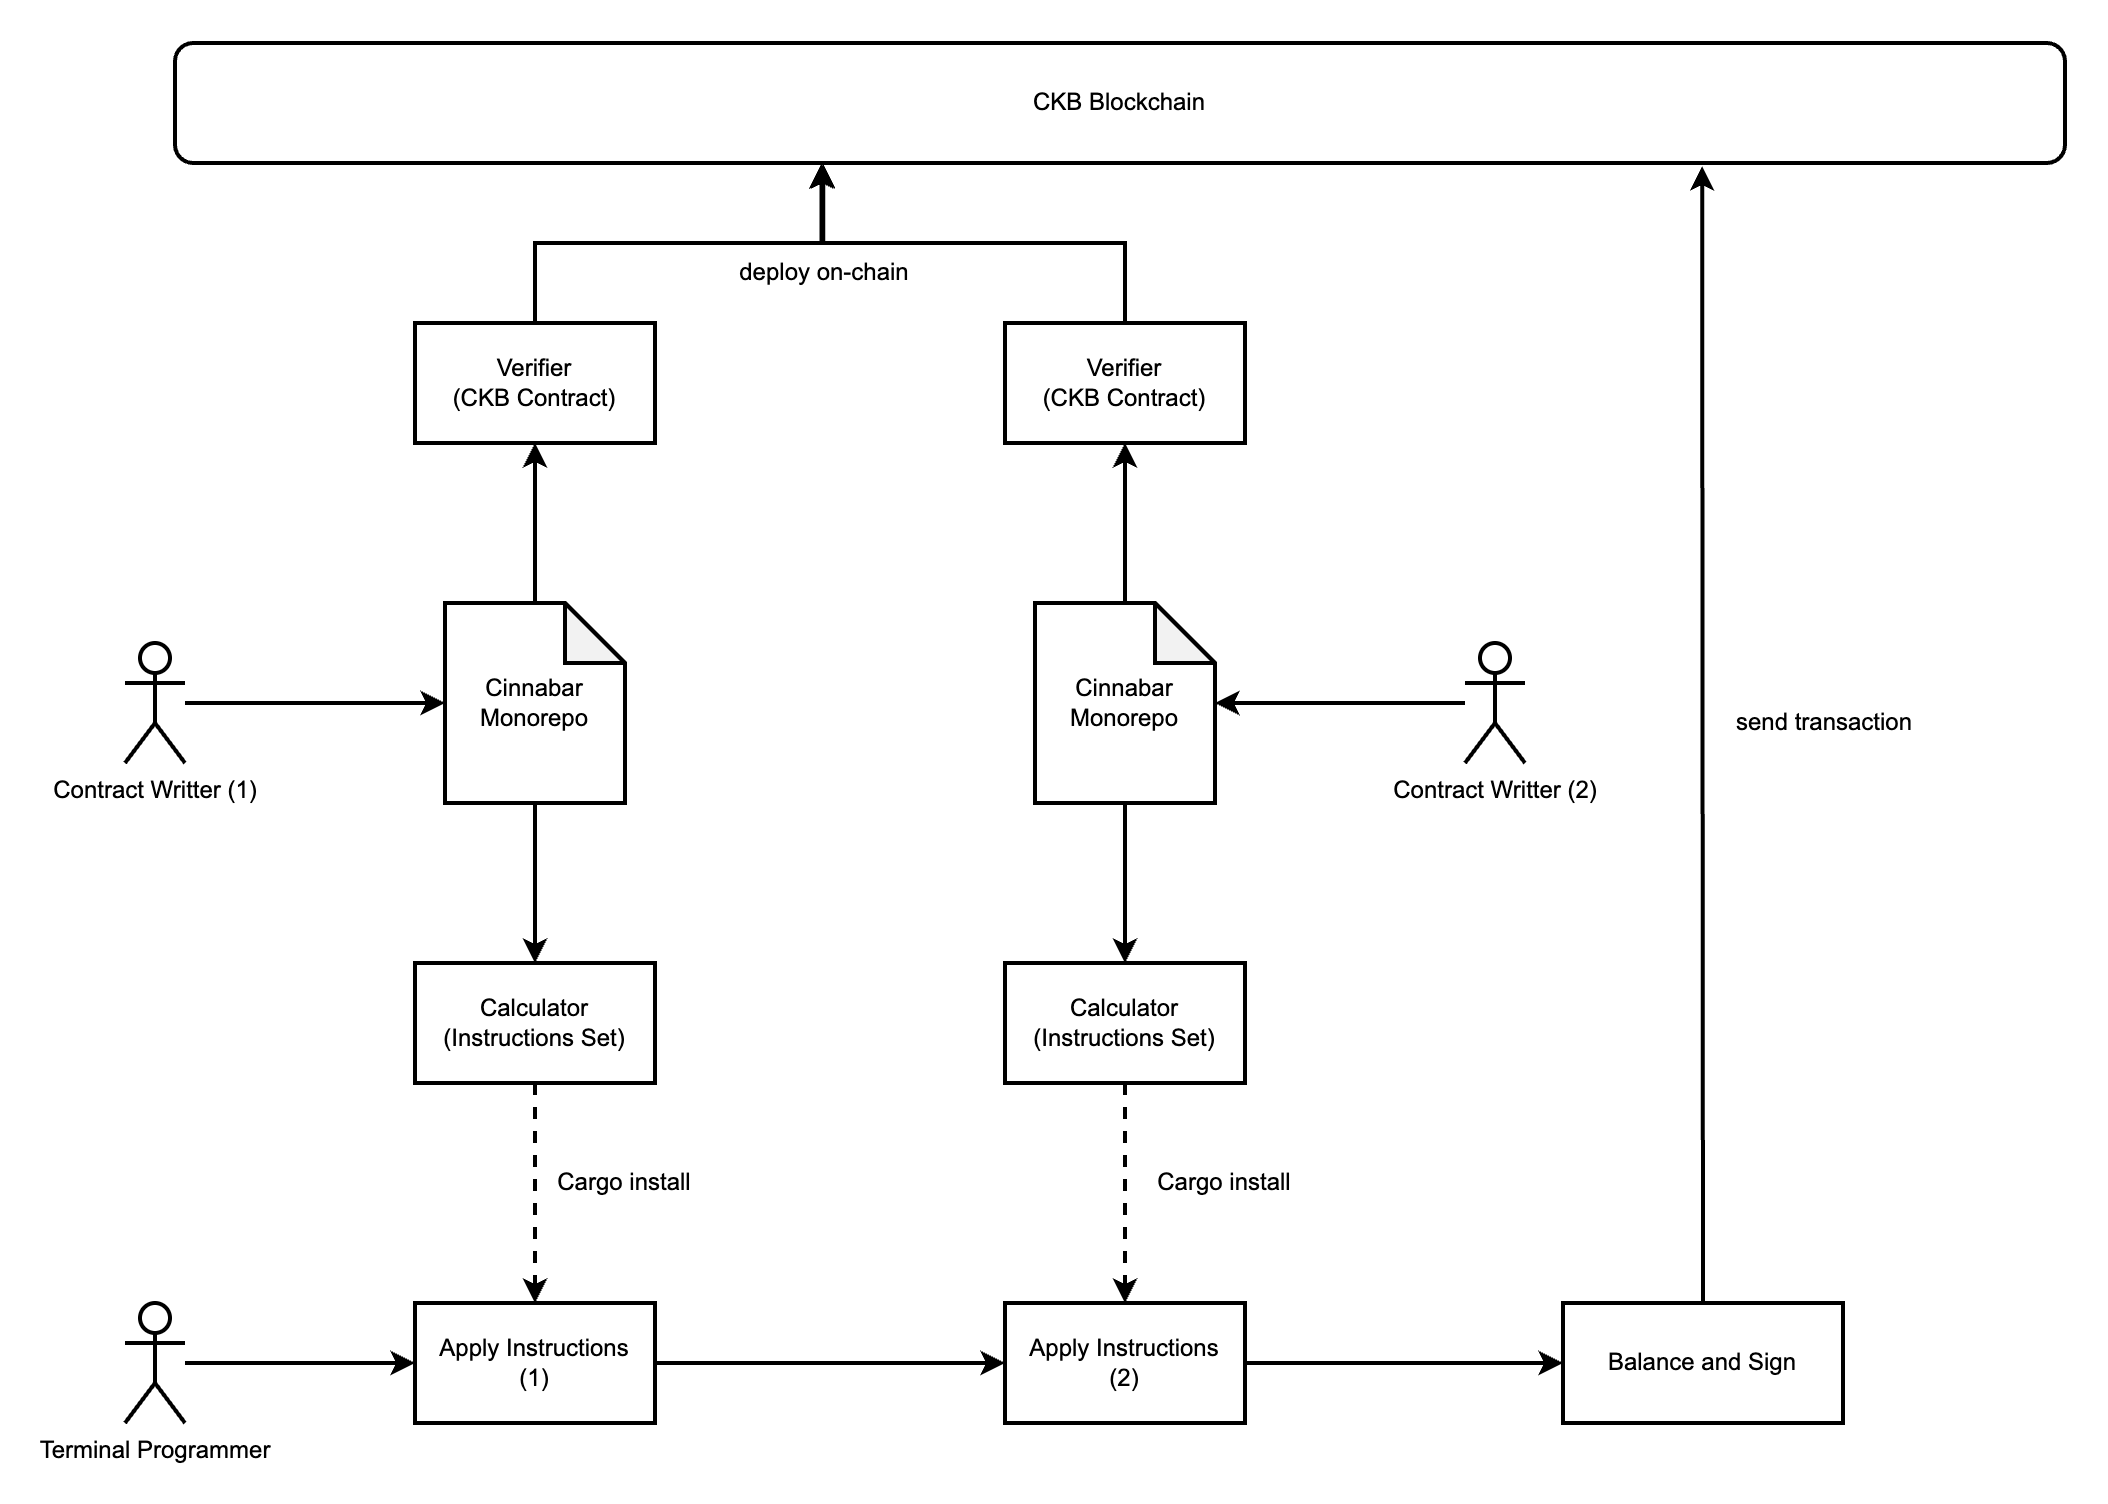 CKB Blockchain
deploy on-chain
Verifier
(CKB Contract)
Verifier
(CKB Contract)
Cinnabar
Monorepo
Cinnabar
Monorepo
send transaction
Contract Writter (1)
Contract Writter (2)
Calculator
(Instructions Set)
Calculator
(Instructions Set)
Cargo install
Cargo install
Apply Instructions
(1)
Apply Instructions
(2)
Balance and Sign
Terminal Programmer